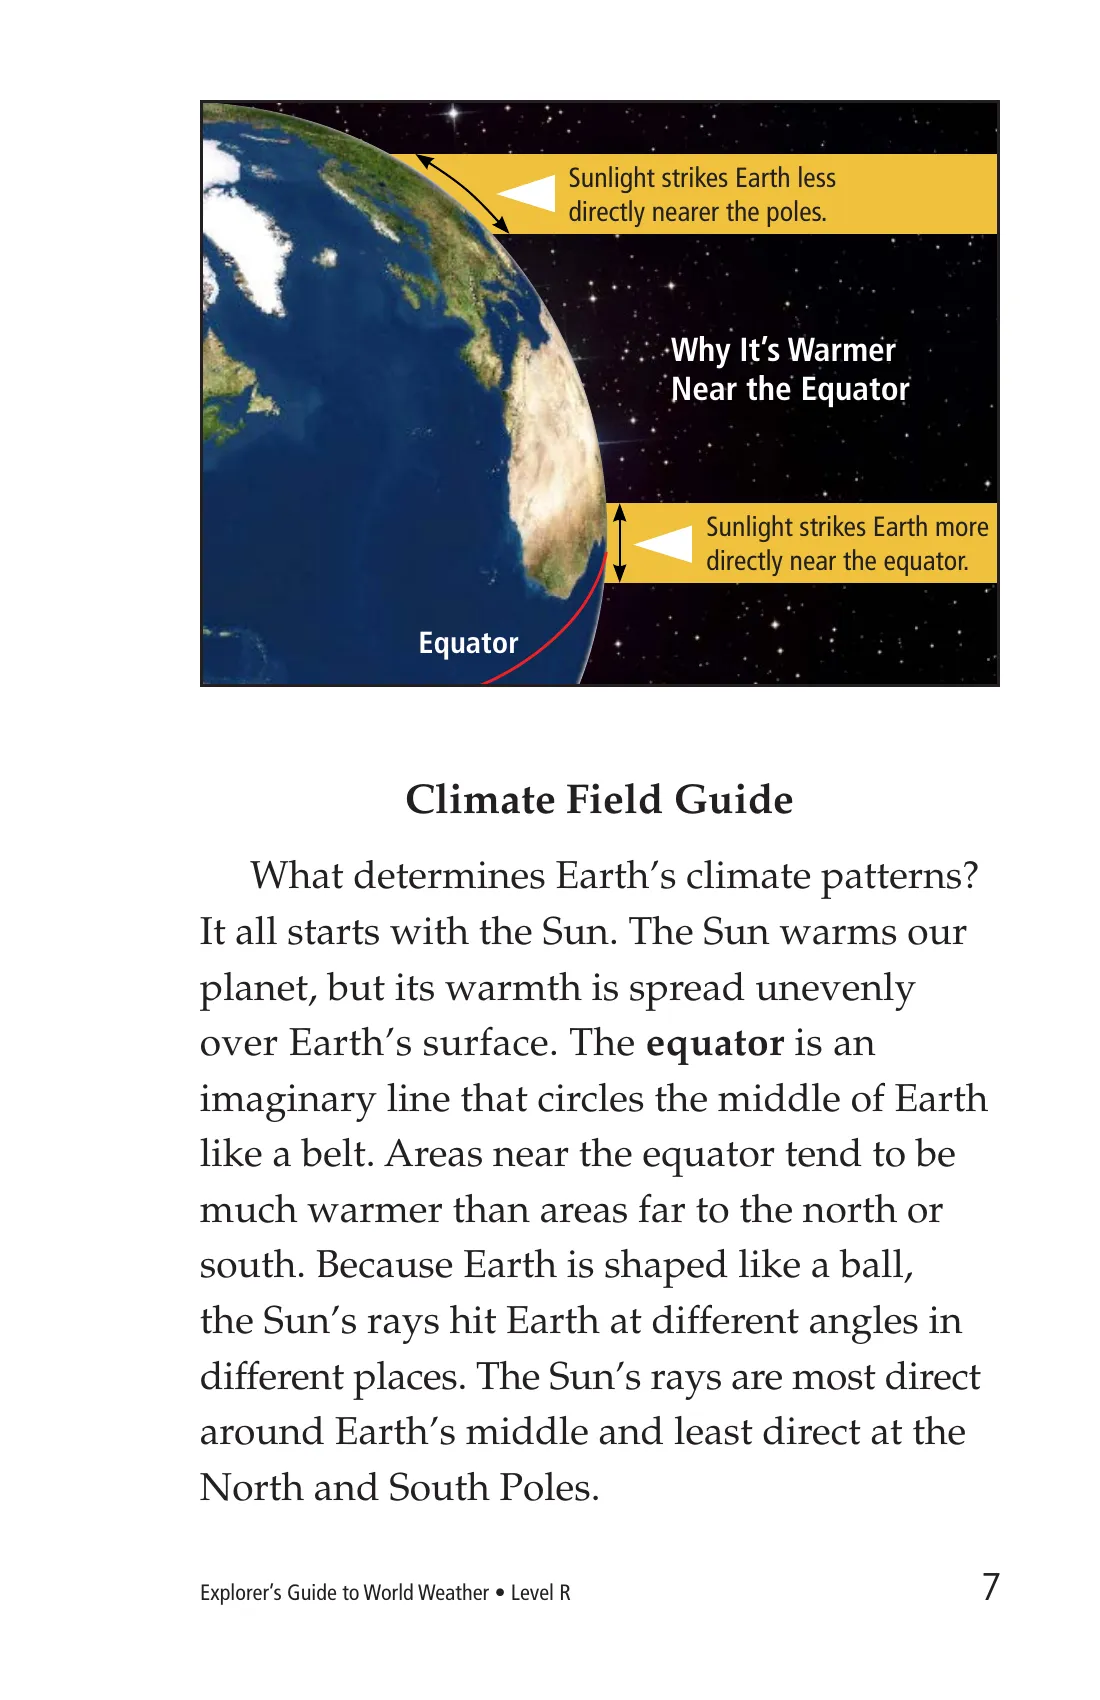 Sunlight strikes Earth less
directly nearer the poles.
Why It’s Warmer
Near the Equator
Sunlight strikes Earth more
directly near the equator.
Equator
Climate Field Guide
What determines Earth’s climate patterns?
It all starts with the Sun. The Sun warms our
planet, but its warmth is spread unevenly
over Earth’s surface. The equator is an
imaginary line that circles the middle of Earth
like a belt. Areas near the equator tend to be
much warmer than areas far to the north or
south. Because Earth is shaped like a ball,
the Sun’s rays hit Earth at different angles in
different places. The Sun’s rays are most direct
around Earth’s middle and least direct at the
North and South Poles.
Explorer’s Guide to World Weather • Level R
7